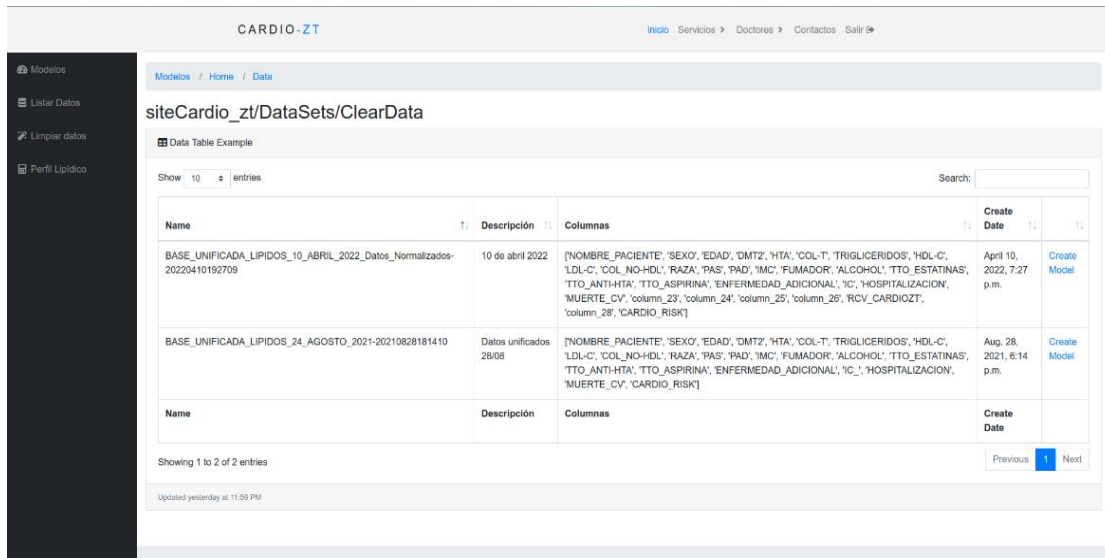 CARDIO-ZT
Inicio Servicios Doctores Contactos Salir
Modelos
Listar Datos
Limpiar datos
Perfil Lipídico
Modelos / Home / Data
siteCardio_zt/DataSets/ClearData
Data Table Example
Show 10 entries
Search:
Name Descripción Columnas Create
Date
BASE_UNIFICADA_LIPIDOS_10_ABRIL_2022_Datos_Normalizados- 10 de abril 2022 ['NOMBRE_PACIENTE', 'SEXO', 'EDAD', 'DMT2', 'HTA', 'COL-T', 'TRIGLICERIDOS', 'HDL-C', April 10, Create
20220410192709 'LDL-C', 'COL_NO-HDL', 'RAZA', 'PAS', 'PAD', 'IMC', 'FUMADOR', 'ALCOHOL', 'TTO_ESTATINAS', 2022, 7:27 Model
'TTO_ANTI-HTA', 'TTO_ASPIRINA', 'ENFERMEDAD_ADICIONAL', 'IC', 'HOSPITALIZACION', p.m.
'MUERTE_CV', 'column_23', 'column_24', 'column_25', 'column_26', 'RCV_CARDIOZT',
'column_28', 'CARDIO_RISK']
BASE_UNIFICADA_LIPIDOS_24_AGOSTO_2021-20210828181410 Datos unificados ['NOMBRE_PACIENTE', 'SEXO', 'EDAD', 'DMT2', 'HTA', 'COL-T', 'TRIGLICERIDOS', 'HDL-C', Aug. 28, Create
28/08 'LDL-C', 'COL_NO-HDL', 'RAZA', 'PAS', 'PAD', 'IMC', 'FUMADOR', 'ALCOHOL', 'TTO_ESTATINAS', 2021, 6:14 Model
'TTO_ANTI-HTA', 'TTO_ASPIRINA', 'ENFERMEDAD_ADICIONAL', 'IC_', 'HOSPITALIZACION', p.m.
'MUERTE_CV', 'CARDIO_RISK']
Name Descripción Columnas Create
Date
Showing 1 to 2 of 2 entries
Previous 1 Next
Updated yesterday at 11:59 PM